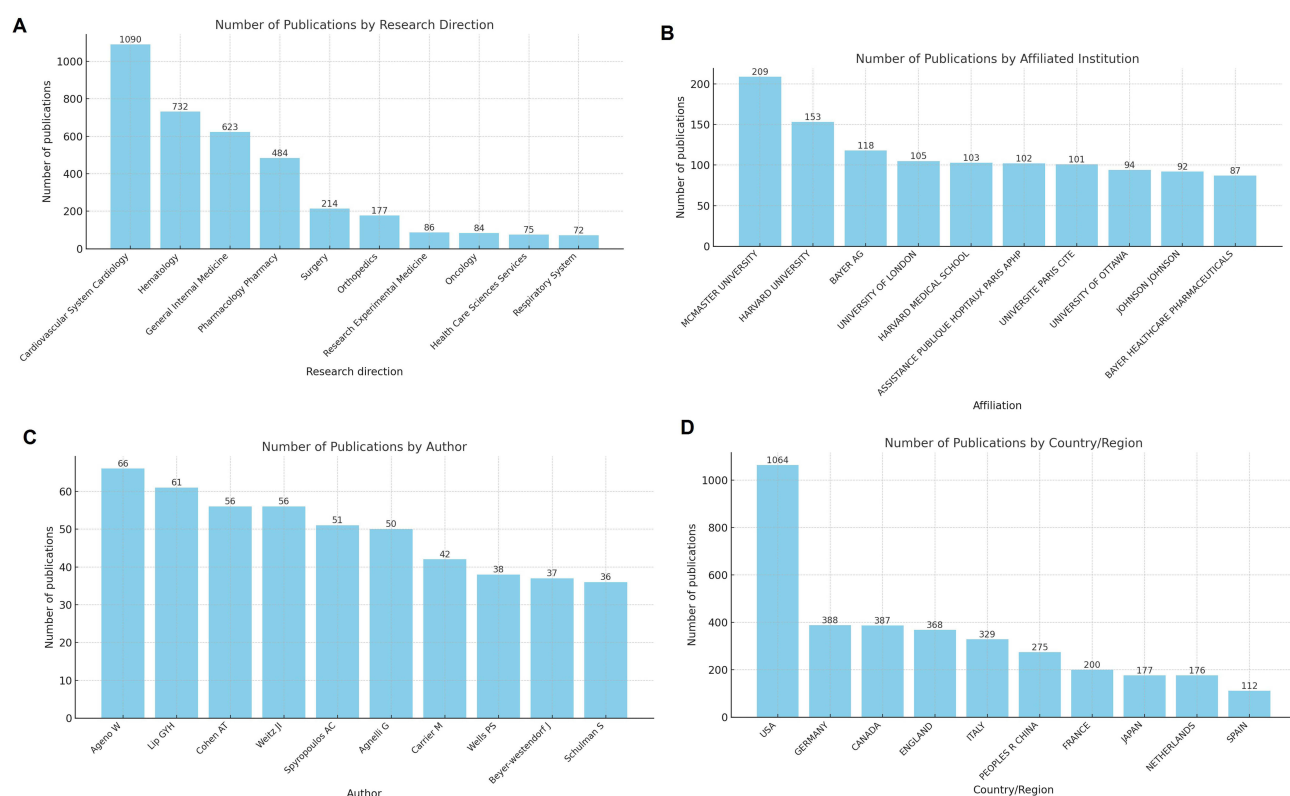 A
Number of Publications by Research Direction
Number of publications
1000
800
600
400
200
0
1090
732
623
484
214
177
86
84
75
72
Cardiovascular System Cardiology
Hematology
General Internal Medicine
Pharmacology Pharmacy
Surgery
Orthopedics
Research Experimental Medicine
Oncology
Health Care Sciences Services
Respiratory System
Research direction
B
Number of Publications by Affiliated Institution
Number of publications
200
150
100
50
0
209
153
118
105
103
102
101
94
92
87
MCMASTER UNIVERSITY
HARVARD UNIVERSITY
BAYER AG
UNIVERSITY OF LONDON
HARVARD MEDICAL SCHOOL
ASSISTANCE PUBLIQUE HOPITAUX PARIS APHP
UNIVERSITE PARIS CITE
UNIVERSITY OF OTTAWA
JOHNSON JOHNSON
BAYER HEALTHCARE PHARMACEUTICALS
Affiliation
C
Number of Publications by Author
Number of publications
60
50
40
30
20
10
0
66
61
56
56
51
50
42
38
37
36
Ageno W
Lip GYH
Cohen AT
Weitz JI
Spyropoulos AC
Agnelli G
Carrier M
Wells PS
Beyer-westendorf J
Schulman S
Author
D
Number of Publications by Country/Region
Number of publications
1000
800
600
400
200
0
1064
388
387
368
329
275
200
177
176
112
USA
GERMANY
CANADA
ENGLAND
ITALY
PEOPLES R CHINA
FRANCE
JAPAN
NETHERLANDS
SPAIN
Country/Region